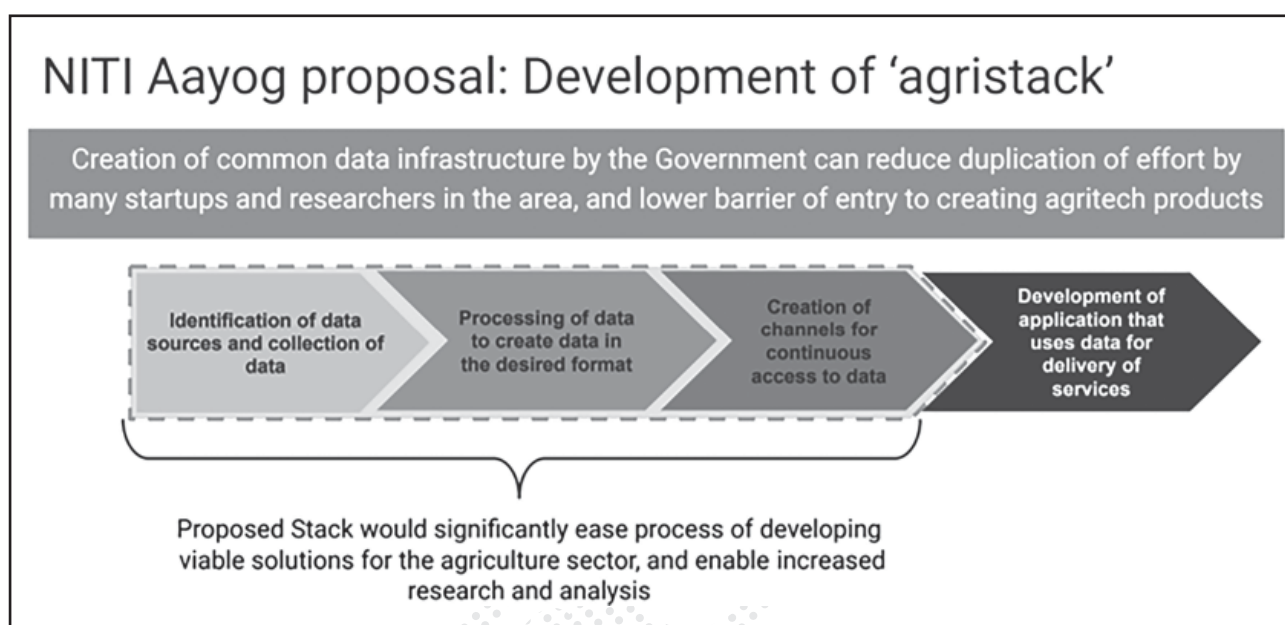 NITI Aayog proposal: Development of ‘agristack’
Creation of common data infrastructure by the Government can reduce duplication of effort by
many startups and researchers in the area, and lower barrier of entry to creating agritech products
Identification of data
sources and collection of
data
Processing of data
to create data in
the desired format
Creation of
channels for
continuous
access to data
Development of
application that
uses data for
delivery of
services
Proposed Stack would significantly ease process of developing
viable solutions for the agriculture sector, and enable increased
research and analysis